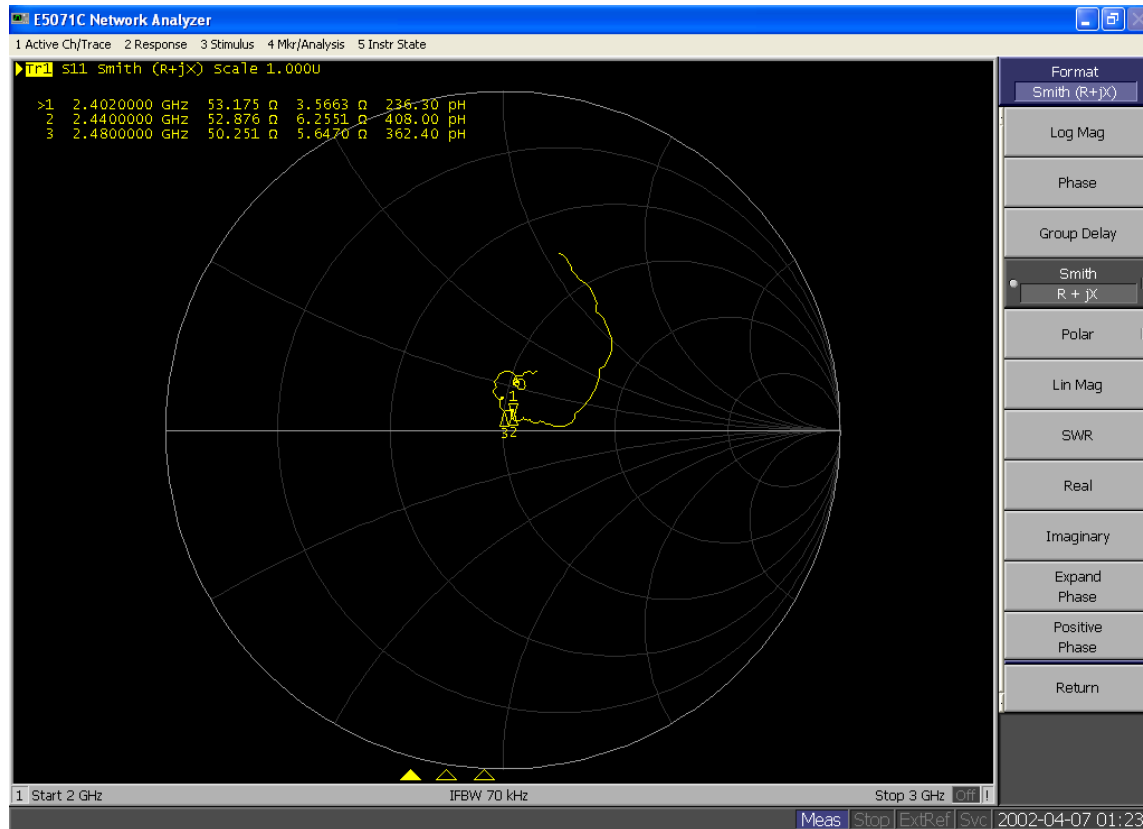 E5071C Network Analyzer
1 Active Ch/Trace 2 Response 3 Stimulus 4 Mkr/Analysis 5 Instr State
Tr1 S11 Smith (R+jX) Scale 1.000U
>1 2.4020000 GHz 53.175 Ω 3.5663 Ω 236.30 pH
2 2.4400000 GHz 52.876 Ω 6.2551 Ω 408.00 pH
3 2.4800000 GHz 50.251 Ω 5.6470 Ω 362.40 pH
1
32
Format
Smith (R+jX)
Log Mag
Phase
Group Delay
Smith
R + jX
Polar
Lin Mag
SWR
Real
Imaginary
Expand
Phase
Positive
Phase
Return
1 Start 2 GHz IFBW 70 kHz Stop 3 GHz Off !
Meas Stop ExtRef Svc 2002-04-07 01:23